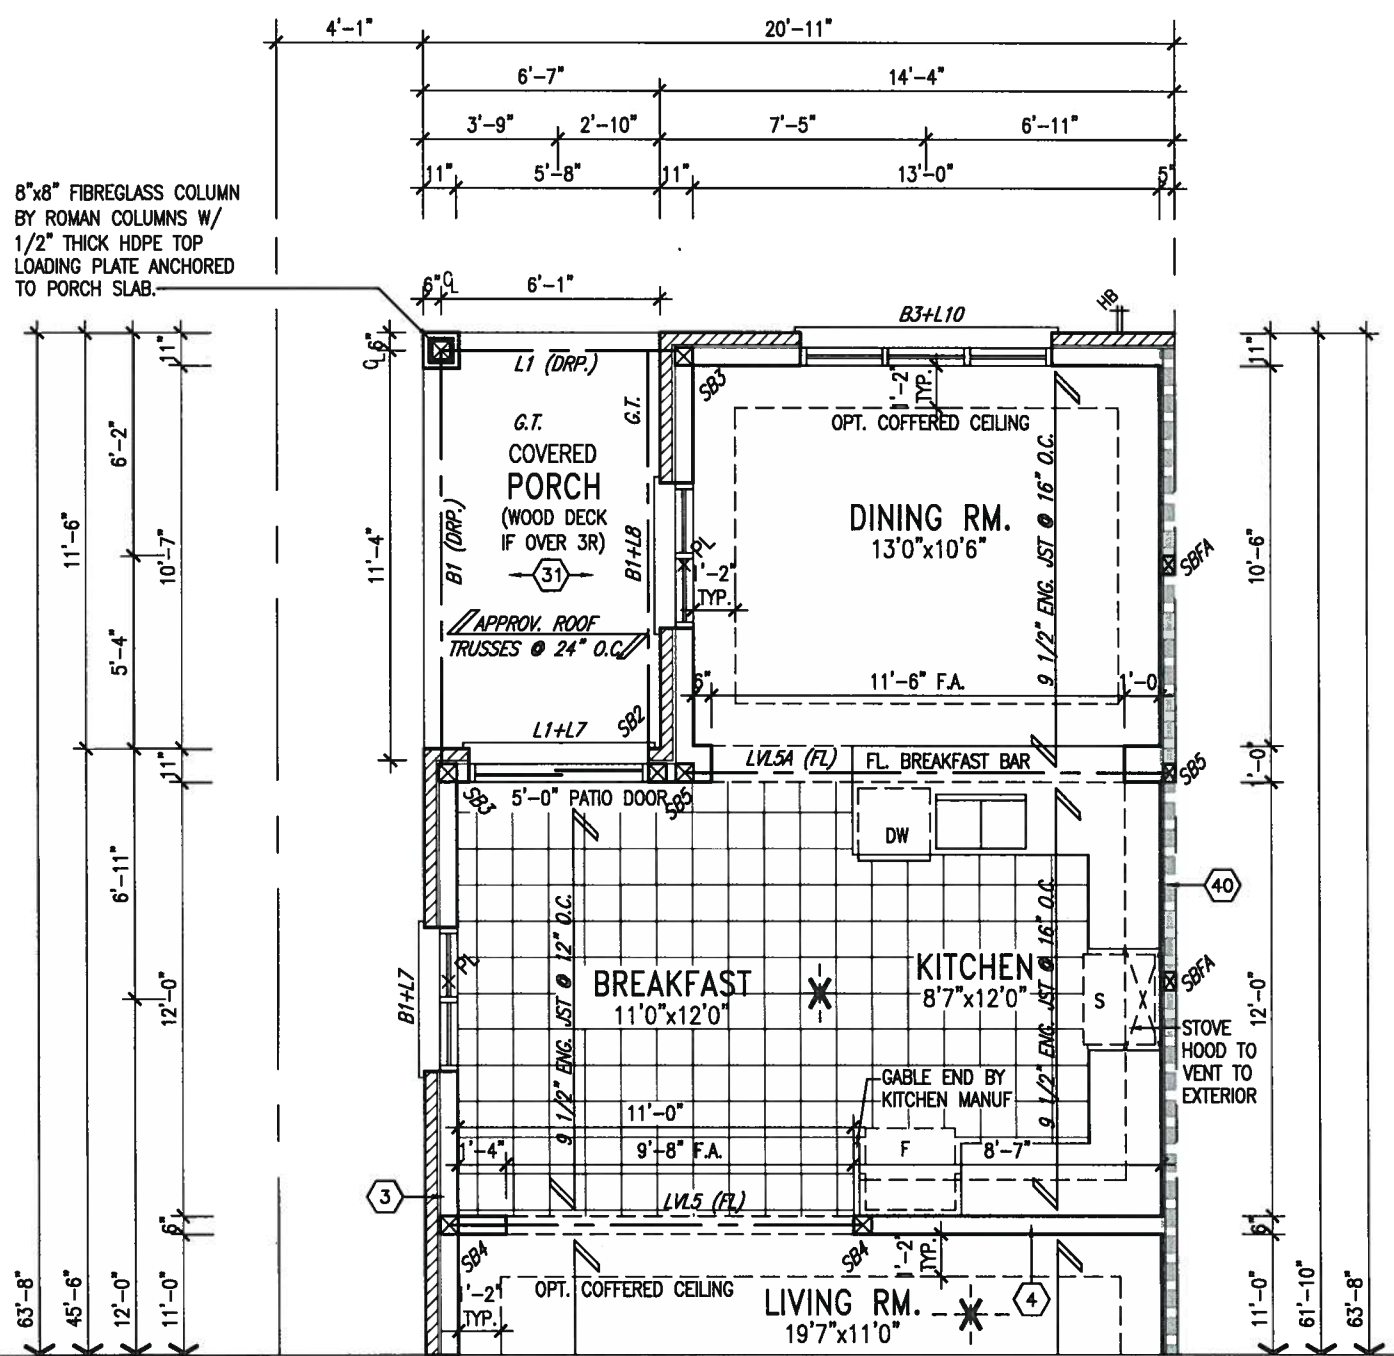 4'-1"
20'-11"
6'-7"
14'-4"
3'-9"
2'-10"
7'-5"
6'-11"
11"
5'-8"
11"
13'-0"
5"
8"x8" FIBREGLASS COLUMN
BY ROMAN COLUMNS W/
1/2" THICK HDPE TOP
LOADING PLATE ANCHORED
TO PORCH SLAB.
6"
CL
6'-1"
HB
B3+L10
11"
6"
CL
L1 (DRP.)
SB3
1'-2"
TYP.
11"
OPT. COFFERED CEILING
G.T.
G.T.
COVERED
PORCH
(WOOD DECK
IF OVER 3R)
31
B1 (DRP.)
B1+L8
PL
1'-2"
TYP.
DINING RM.
13'0"x10'6"
9 1/2" ENG. JST @ 16" O.C.
SBFA
6'-2"
11'-6"
10'-7"
11'-4"
5'-4"
10'-6"
APPROV. ROOF
TRUSSES @ 24" O.C.
6"
11'-6" F.A.
1'-0
L1+L7
SB2
LVL5A (FL)
FL. BREAKFAST BAR
11"
1'-0"
SB5
SB3
5'-0" PATIO DOOR
SB5
DW
6'-11"
40
9 1/2" ENG. JST @ 12" O.C.
9 1/2" ENG. JST @ 16" O.C.
B1+L7
PL
BREAKFAST
11'0"x12'0"
KITCHEN
8'7"x12'0"
S
SBFA
12'-0"
12'-0"
STOVE
HOOD TO
VENT TO
EXTERIOR
GABLE END BY
KITCHEN MANUF
11'-0"
1'-4"
9'-8" F.A.
F
8'-7"
3
LVL5 (FL)
6"
6"
SB4
SB4
1'-2"
TYP.
4
1'-2"
TYP.
OPT. COFFERED CEILING
LIVING RM.
19'7"x11'0"
63'-8"
45'-6"
12'-0"
11'-0"
11'-0"
61'-10"
63'-8"